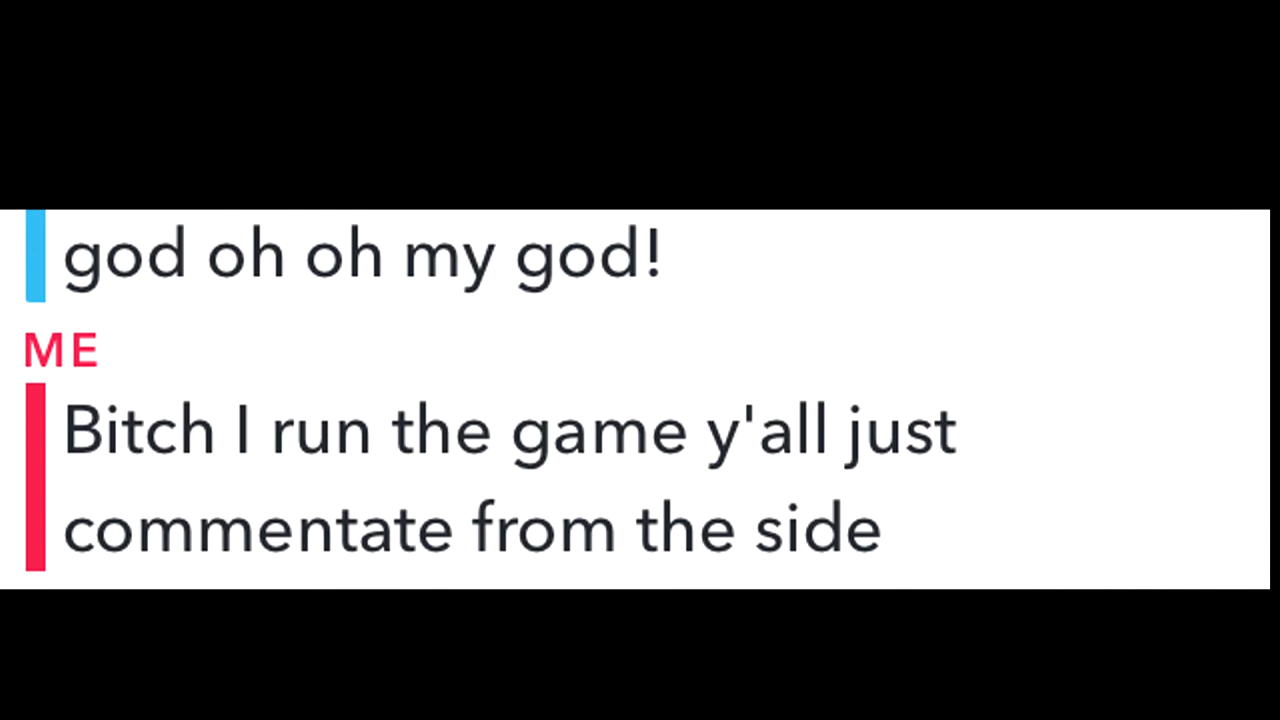 god oh oh my god!
ME
Bitch I run the game y'all just
commentate from the side